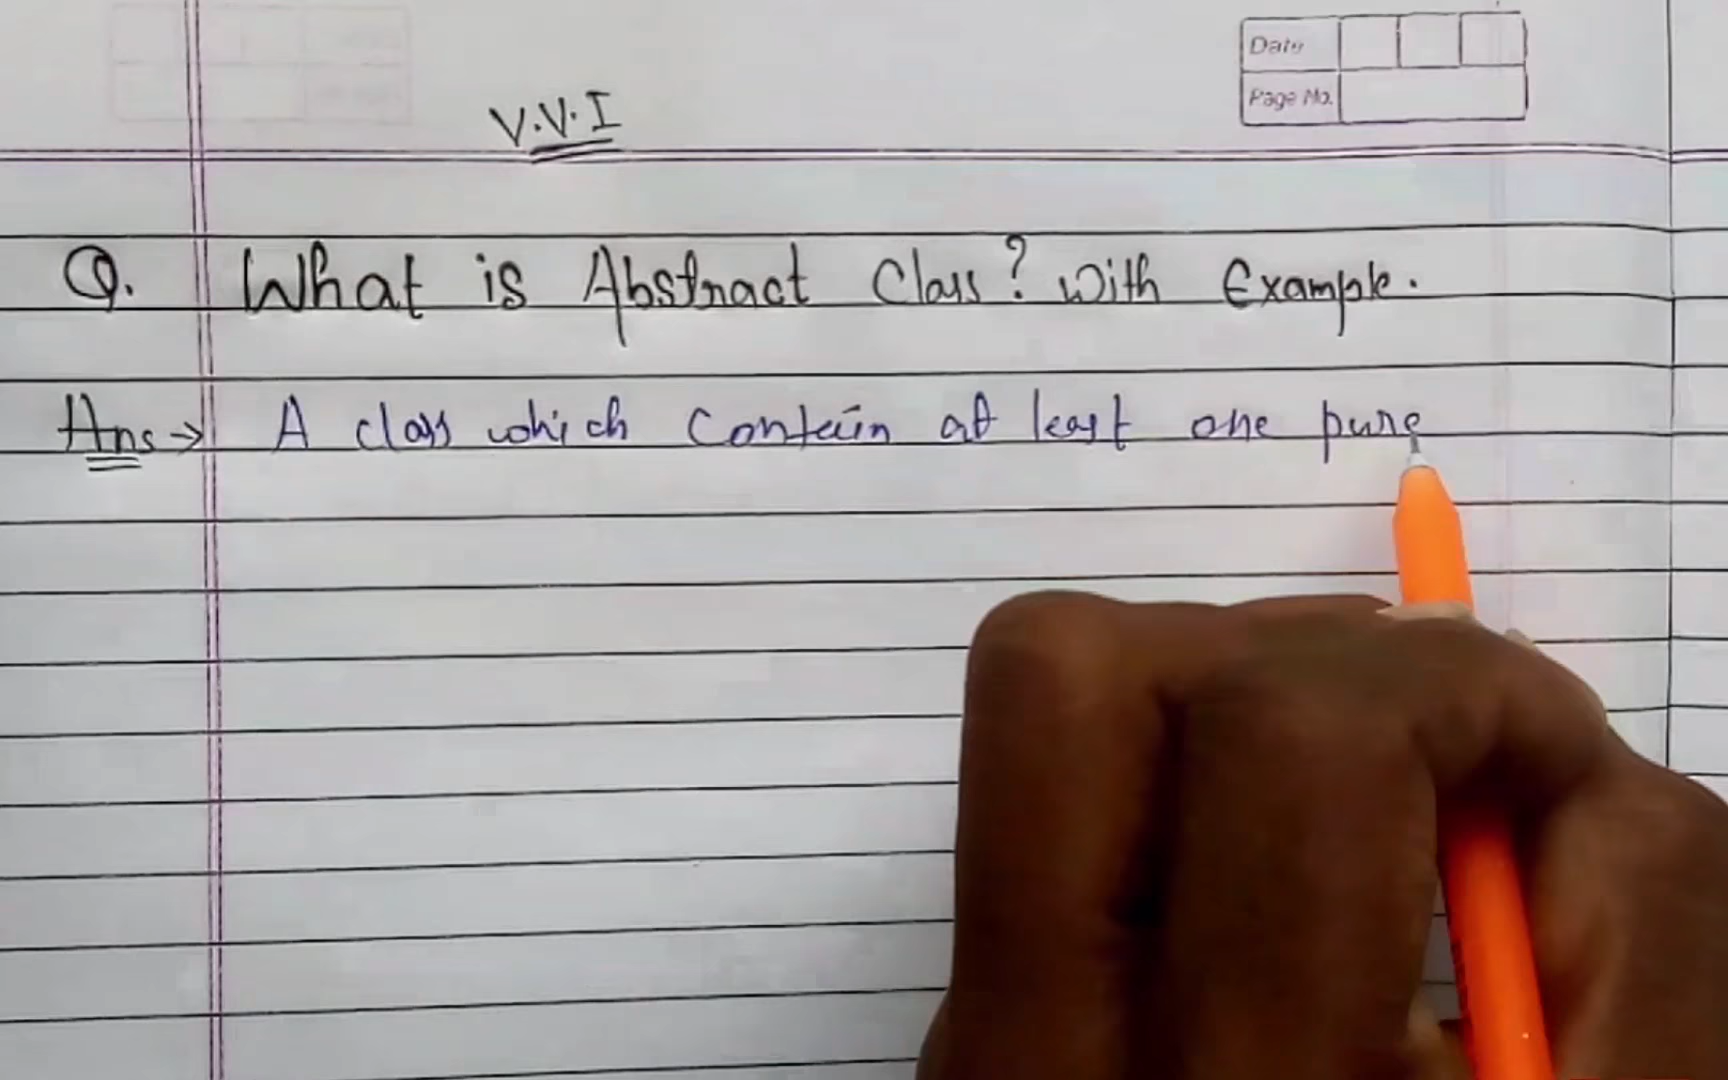 Date
Page No.
V.V.I
Q. What is Abstract Class? with Example.
Ans→ A class which contain at least one pure